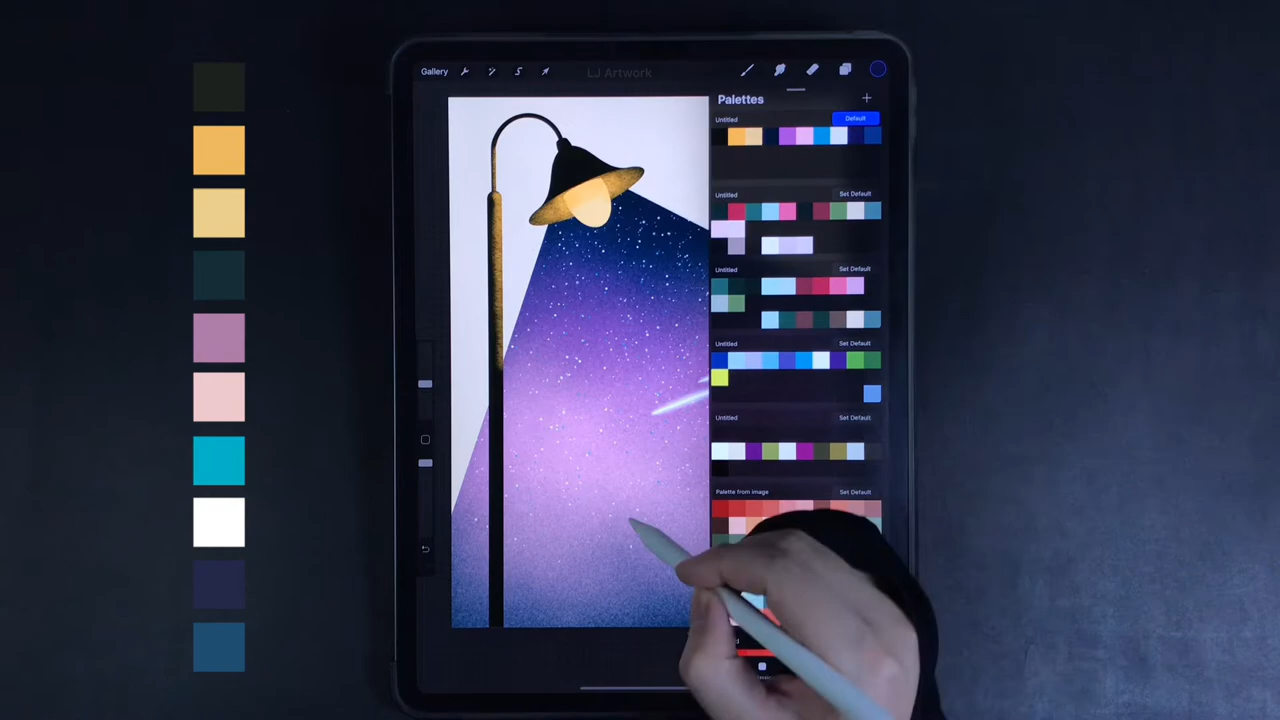 Gallery
LJ Artwork
Palettes
Untitled
Default
Untitled
Set Default
Untitled
Set Default
Untitled
Set Default
Untitled
Set Default
Palette from image
Set Default